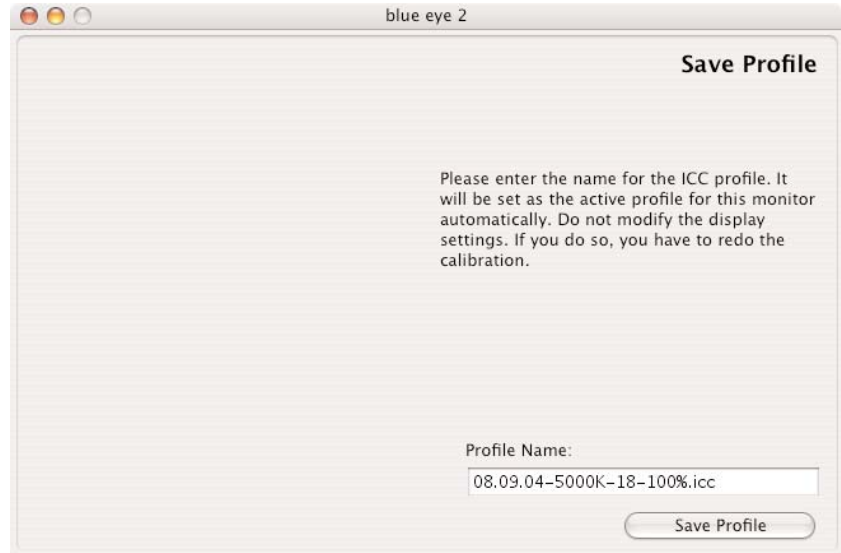 blue eye 2
Save Profile
Please enter the name for the ICC profile. It
will be set as the active profile for this monitor
automatically. Do not modify the display
settings. If you do so, you have to redo the
calibration.
Profile Name:
08.09.04-5000K-18-100%.icc
Save Profile